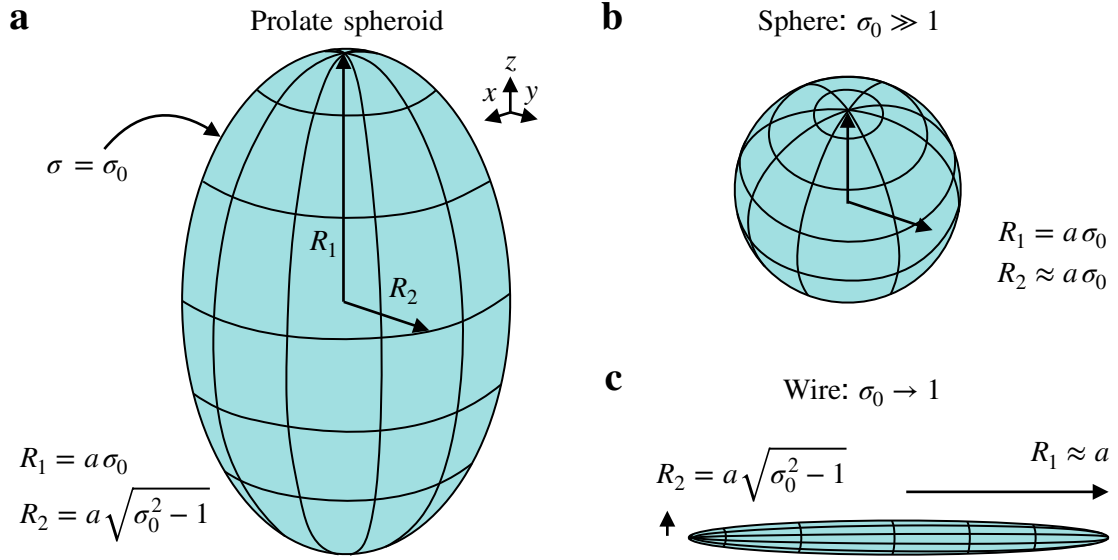 a
Prolate spheroid
z
x
y
σ = σ₀
R₁
R₂
R₁ = a σ₀
R₂ = a √(σ₀² − 1)
b
Sphere: σ₀ ≫ 1
R₁ = a σ₀
R₂ ≈ a σ₀
c
Wire: σ₀ → 1
R₂ = a √(σ₀² − 1)
R₁ ≈ a